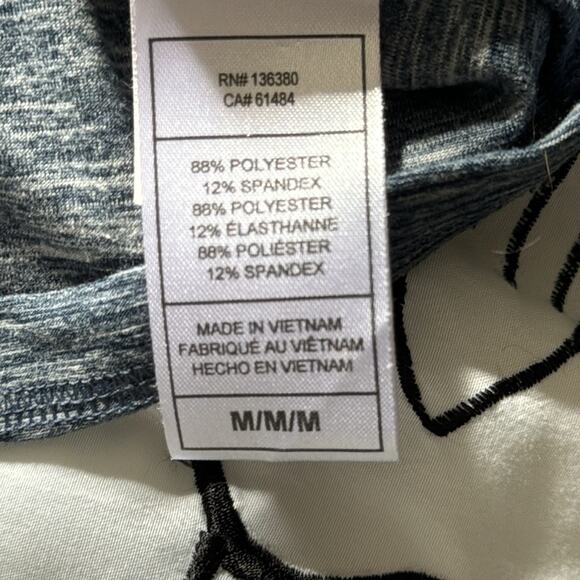 RN# 136380
CA# 61484
88% POLYESTER
12% SPANDEX
88% POLYESTER
12% ÉLASTHANNE
88% POLIÉSTER
12% SPANDEX
MADE IN VIETNAM
FABRIQUÉ AU VIÊTNAM
HECHO EN VIETNAM
M/M/M